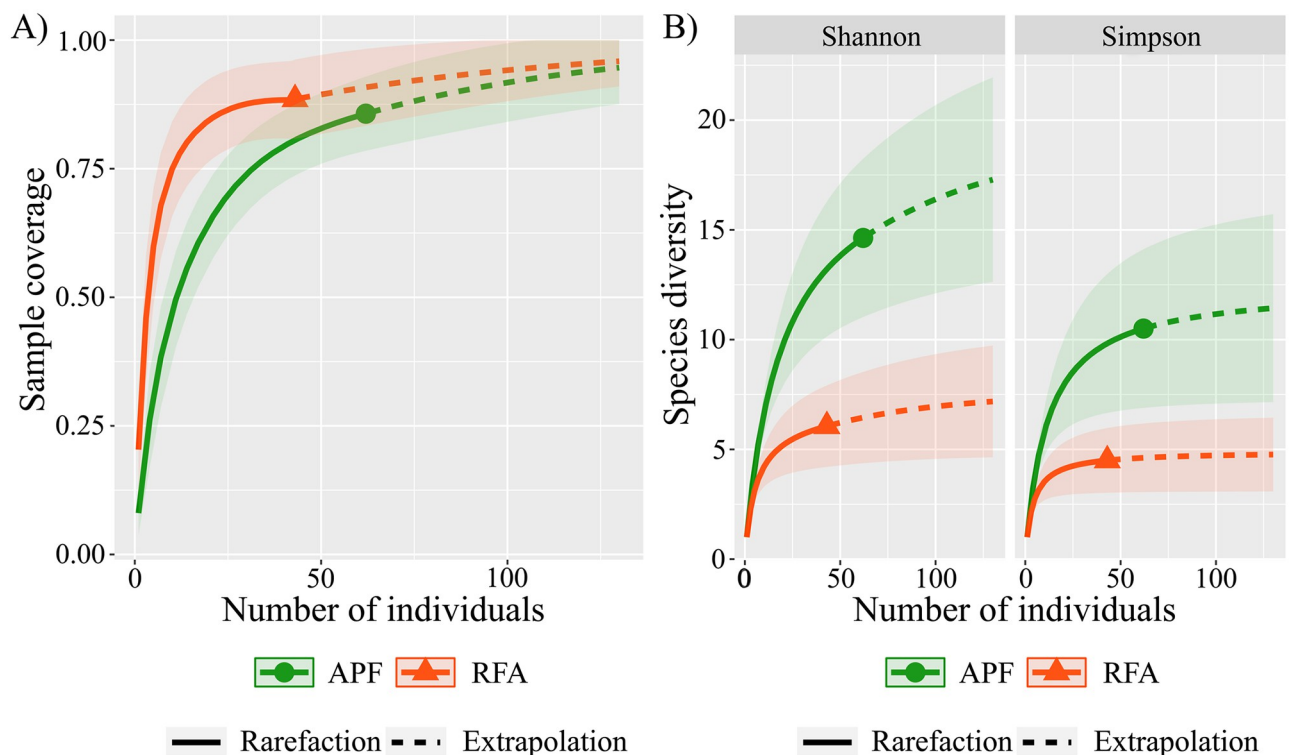 A)
1.00
0.75
0.50
0.25
0.00
Sample coverage
0 50 100
Number of individuals
APF RFA
Rarefaction Extrapolation
B)
Shannon Simpson
20
15
10
5
0
Species diversity
0 50 100 0 50 100
Number of individuals
APF RFA
Rarefaction Extrapolation